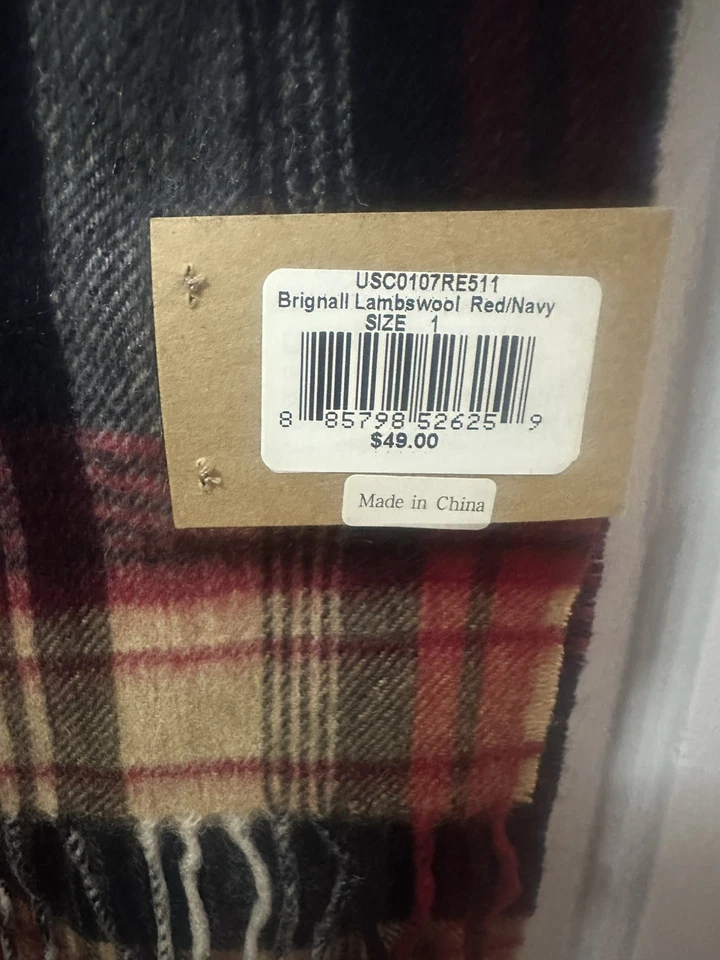 USC0107RE511
Brignall Lambswool Red/Navy
SIZE 1
8 85798 52625 9
$49.00
Made in China